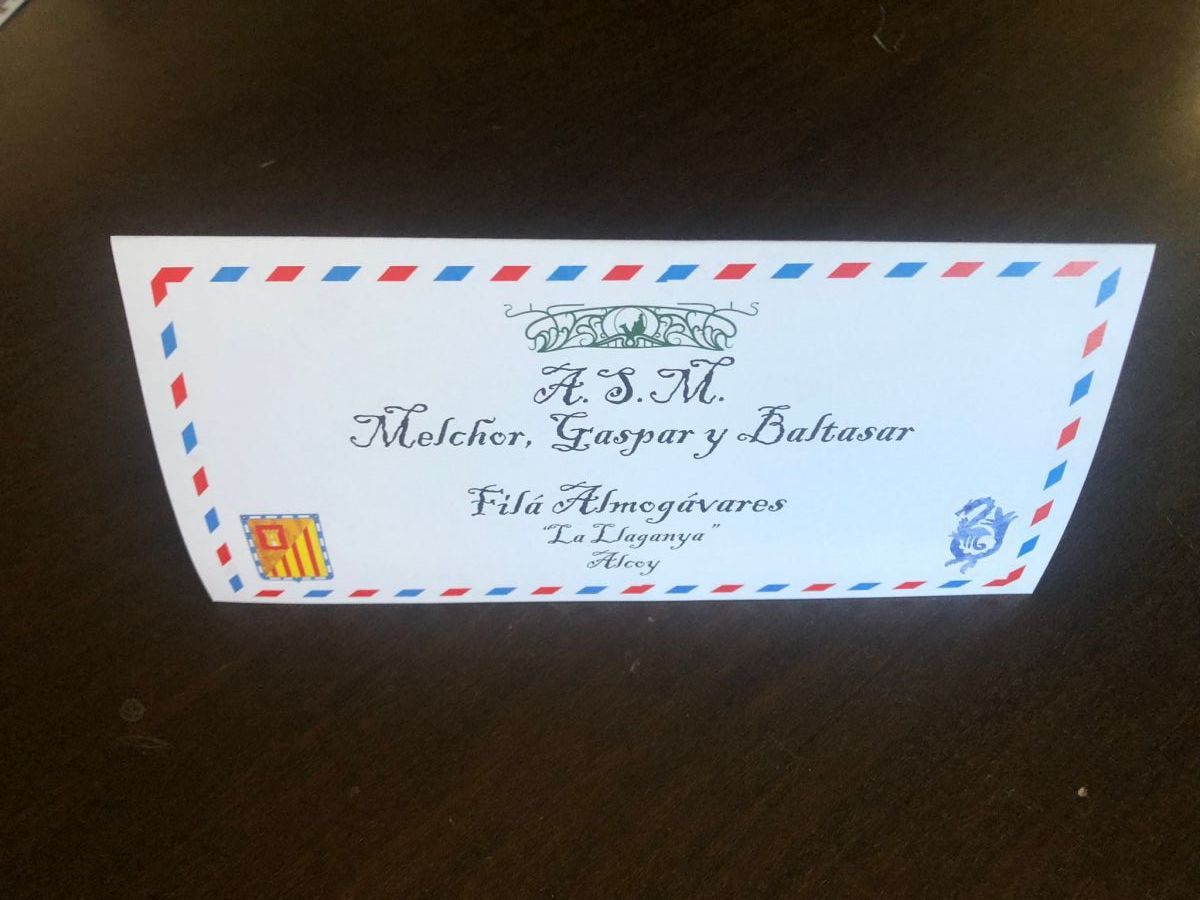 A. S. M.
Melchor, Gaspar y Baltasar
Filá Almogávares
"La Llaganya"
Alcoy